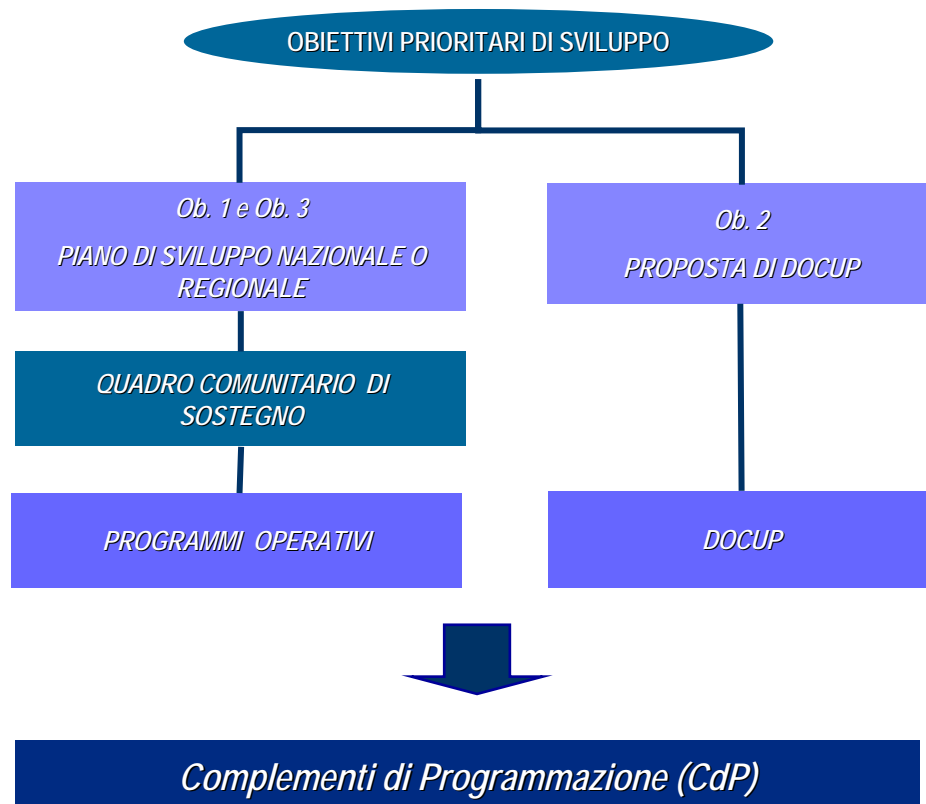 OBIETTIVI PRIORITARI DI SVILUPPO
Ob. 1 e Ob. 3
PIANO DI SVILUPPO NAZIONALE O
REGIONALE
Ob. 2
PROPOSTA DI DOCUP
QUADRO COMUNITARIO DI
SOSTEGNO
PROGRAMMI OPERATIVI
DOCUP
Complementi di Programmazione (CdP)